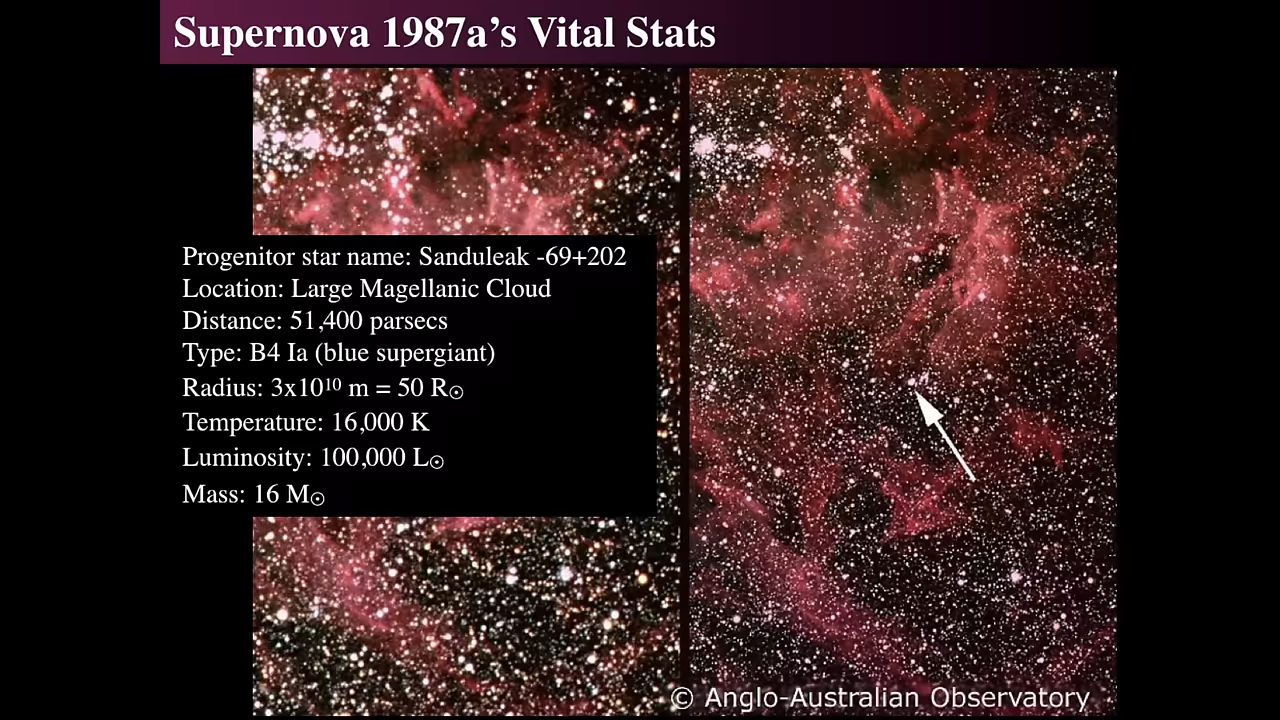 Supernova 1987a’s Vital Stats
Progenitor star name: Sanduleak -69+202
Location: Large Magellanic Cloud
Distance: 51,400 parsecs
Type: B4 Ia (blue supergiant)
Radius: 3x10¹⁰ m = 50 R☉
Temperature: 16,000 K
Luminosity: 100,000 L☉
Mass: 16 M☉
© Anglo-Australian Observatory